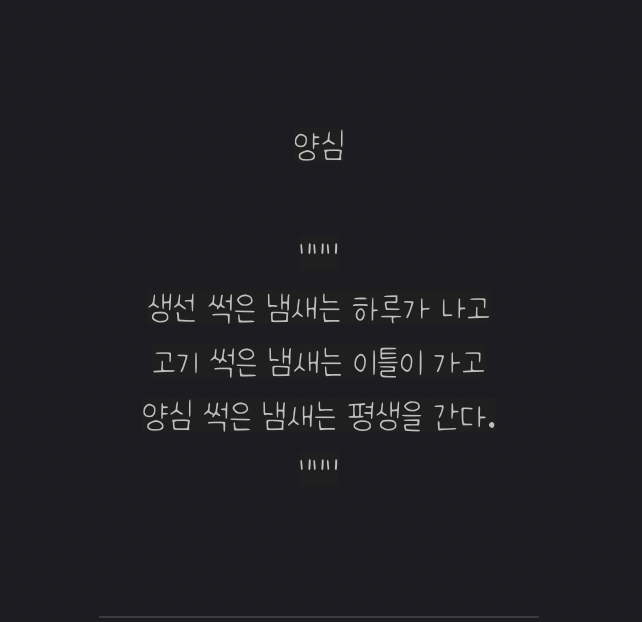 양심
"""
생선 썩은 냄새는 하루가 나고
고기 썩은 냄새는 이틀이 가고
양심 썩은 냄새는 평생을 간다.
"""